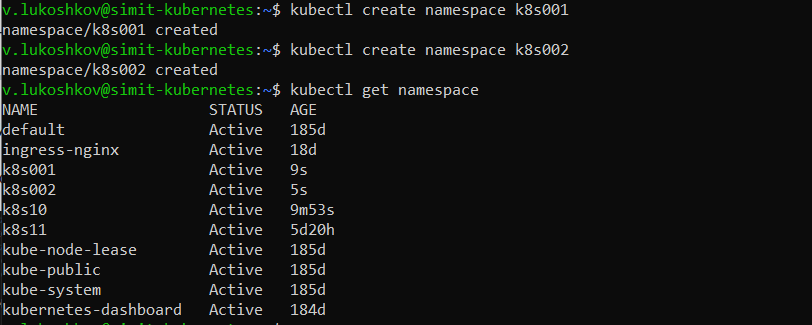 v.lukoshkov@simit-kubernetes:~$ kubectl create namespace k8s001
namespace/k8s001 created
v.lukoshkov@simit-kubernetes:~$ kubectl create namespace k8s002
namespace/k8s002 created
v.lukoshkov@simit-kubernetes:~$ kubectl get namespace
NAME STATUS AGE
default Active 185d
ingress-nginx Active 18d
k8s001 Active 9s
k8s002 Active 5s
k8s10 Active 9m53s
k8s11 Active 5d20h
kube-node-lease Active 185d
kube-public Active 185d
kube-system Active 185d
kubernetes-dashboard Active 184d